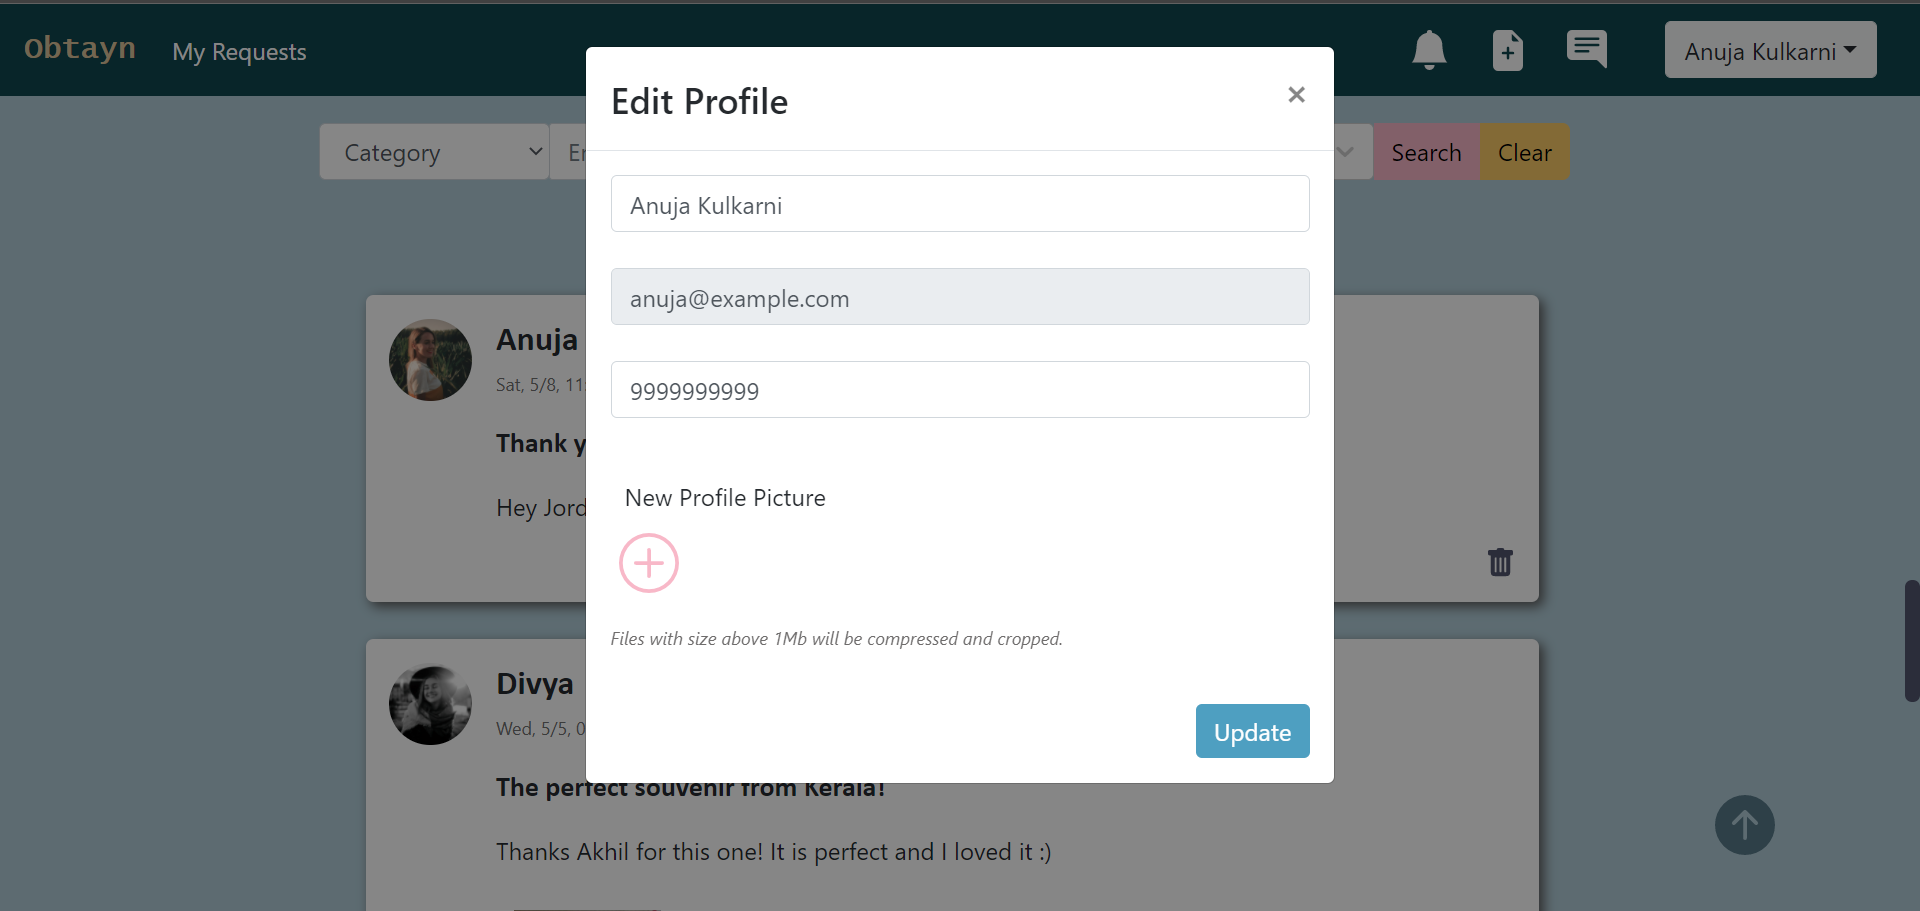 Obtayn My Requests Anuja Kulkarni
Edit Profile ×
Category Search Clear
Anuja Kulkarni
anuja@example.com
9999999999
New Profile Picture
Files with size above 1Mb will be compressed and cropped.
Update
Anuja
Sat, 5/8, 11
Thank y
Hey Jord
Divya
Wed, 5/5, 0
The perfect souvenir from Kerala!
Thanks Akhil for this one! It is perfect and I loved it :)